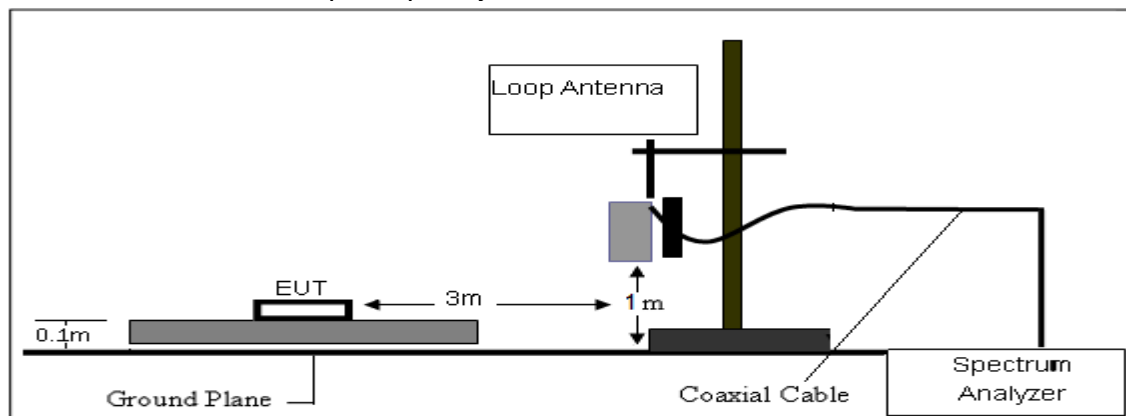 Loop Antenna
EUT
3m
1 m
0.1m
Ground Plane
Coaxial Cable
Spectrum
Analyzer